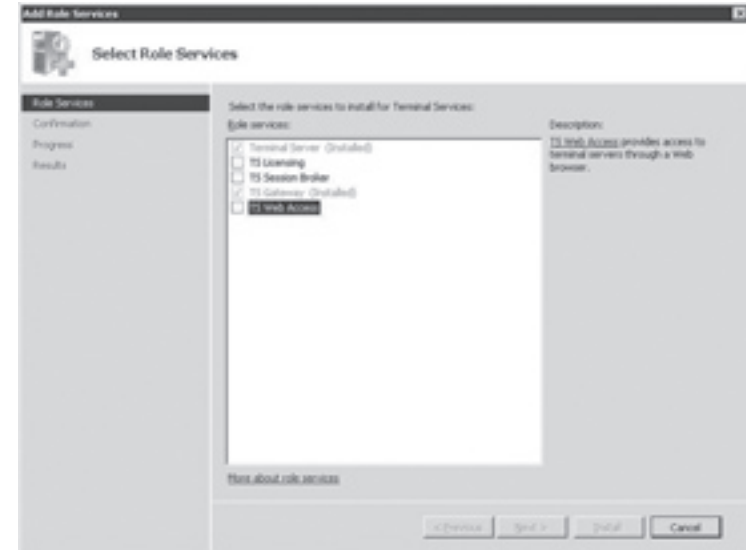 Add Role Services
Select Role Services
Role Services
Confirmation
Progress
Results
Select the role services to install for Terminal Services:
Role services:
Terminal Server (Installed)
TS Licensing
TS Session Broker
TS Gateway (Installed)
TS Web Access
More about role services
Description:
TS Web Access provides access to
terminal servers through a Web
browser.
< Previous
Next >
Install
Cancel